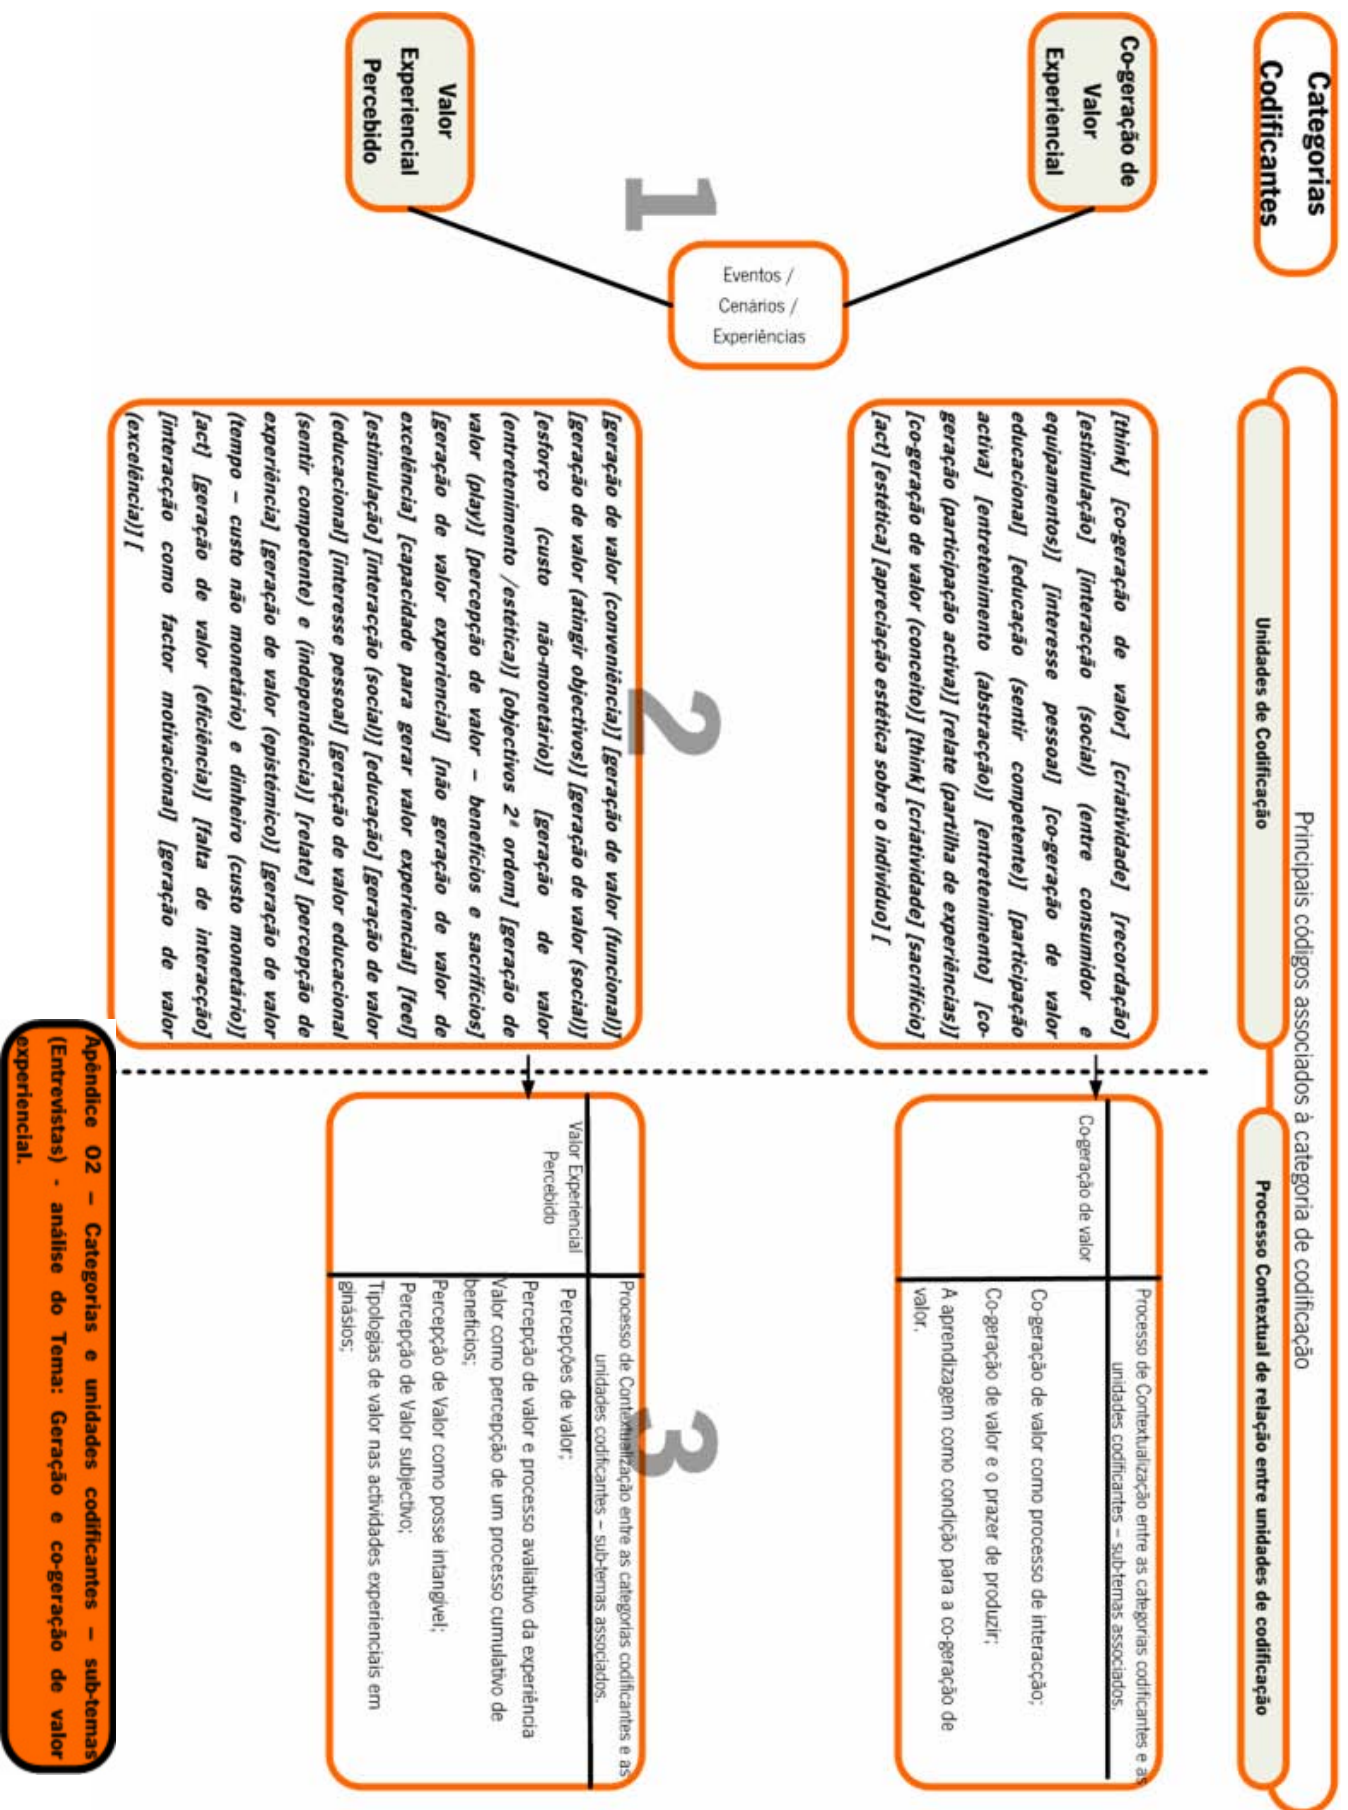 Categorias
Codificantes
Principais códigos associados à categoria de codificação
Unidades de Codificação
Processo Contextual de relação entre unidades de codificação
Co-geração de
Valor
Experiencial
1
Eventos /
Cenários /
Experiências
Valor
Experiencial
Percebido
[think] [co-geração de valor] [criatividade] [recordação]
[estimulação] [interacção (social) (entre consumidor e
equipamentos)] [interesse pessoal] [co-geração de valor
educacional] [educação (sentir competente)] [participação
activa] [entretenimento (abstracção)] [entretenimento] [co-
geração (participação activa)] [relate (partilha de experiências)]
[co-geração de valor (conceito)] [think] [criatividade] [sacrifício]
[act] [estética] [apreciação estética sobre o individuo] [
2
[geração de valor (conveniência)] [geração de valor (funcional)]
[geração de valor (atingir objectivos)] [geração de valor (social)]
[esforço (custo não-monetário)] [geração de valor
(entretenimento /estética)] [objectivos 2ª ordem] [geração de
valor (play)] [percepção de valor – benefícios e sacrifícios]
[geração de valor experiencial] [não geração de valor de
excelência] [capacidade para gerar valor experiencial] [feel]
[estimulação] [interacção (social)] [educação] [geração de valor
(educacional] [interesse pessoal] [geração de valor educacional
(sentir competente) e (independência)] [relate] [percepção de
experiência] [geração de valor (epistémico)] [geração de valor
(tempo – custo não monetário) e dinheiro (custo monetário)]
[act] [geração de valor (eficiência)] [falta de interacção]
[interacção como factor motivacional] [geração de valor
(excelência)] [
Processo de Contextualização entre as categorias codificantes e as
unidades codificantes – sub-temas associados.
Co-geração de valor
Co-geração de valor como processo de interacção;
Co-geração de valor e o prazer de produzir;
A aprendizagem como condição para a co-geração de
valor.
3
Processo de Contextualização entre as categorias codificantes e as
unidades codificantes – sub-temas associados.
Valor Experiencial
Percebido
Percepções de valor;
Percepção de valor e processo avaliativo da experiência
Valor como percepção de um processo cumulativo de
benefícios;
Percepção de Valor como posse intangível;
Percepção de Valor subjectivo;
Tipologias de valor nas actividades experienciais em
ginásios;
Apêndice 02 – Categorias e unidades codificantes – sub-temas
(Entrevistas) - análise do Tema: Geração e co-geração de valor
experiencial.